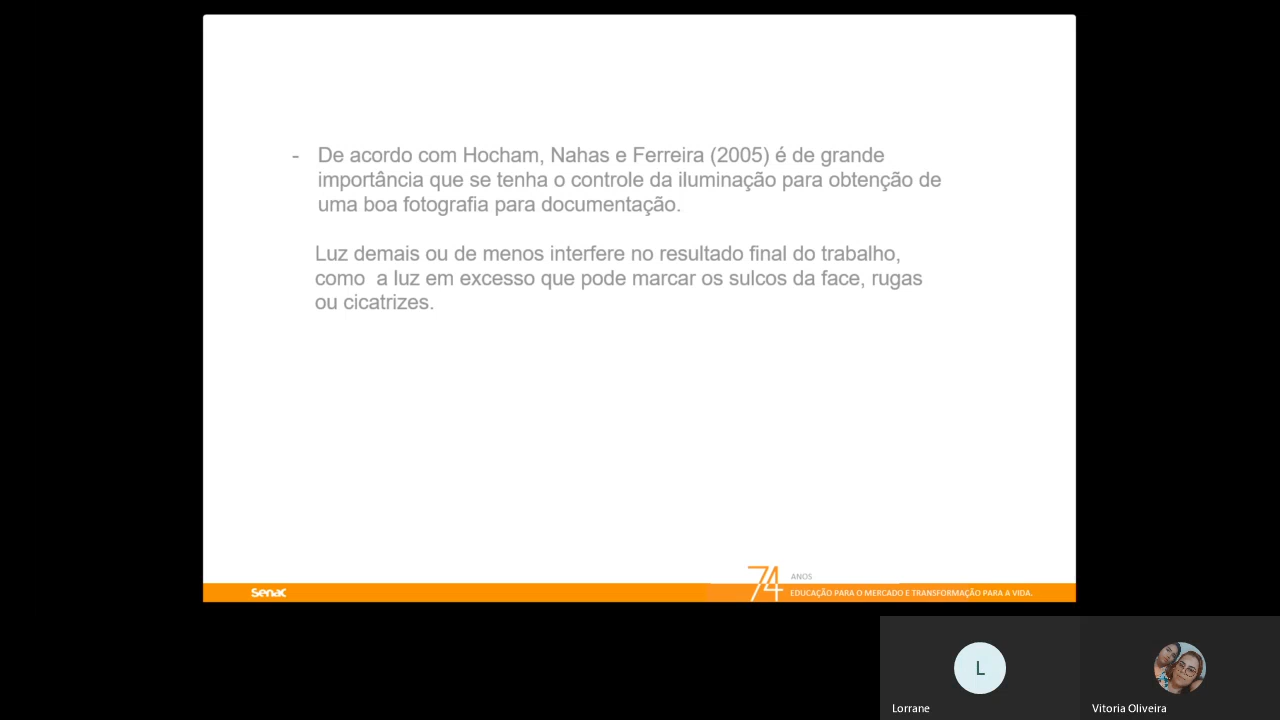 - De acordo com Hocham, Nahas e Ferreira (2005) é de grande
importância que se tenha o controle da iluminação para obtenção de
uma boa fotografia para documentação.
Luz demais ou de menos interfere no resultado final do trabalho,
como  a luz em excesso que pode marcar os sulcos da face, rugas
ou cicatrizes.
74 ANOS
Senac
EDUCAÇÃO PARA O MERCADO E TRANSFORMAÇÃO PARA A VIDA.
L
Lorrane
Vitoria Oliveira